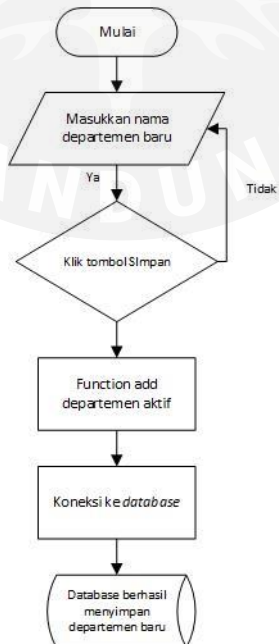 Mulai
Masukkan nama
departemen baru
Ya
Tidak
Klik tombol SImpan
Function add
departemen aktif
Koneksi ke database
Database berhasil
menyimpan
departemen baru